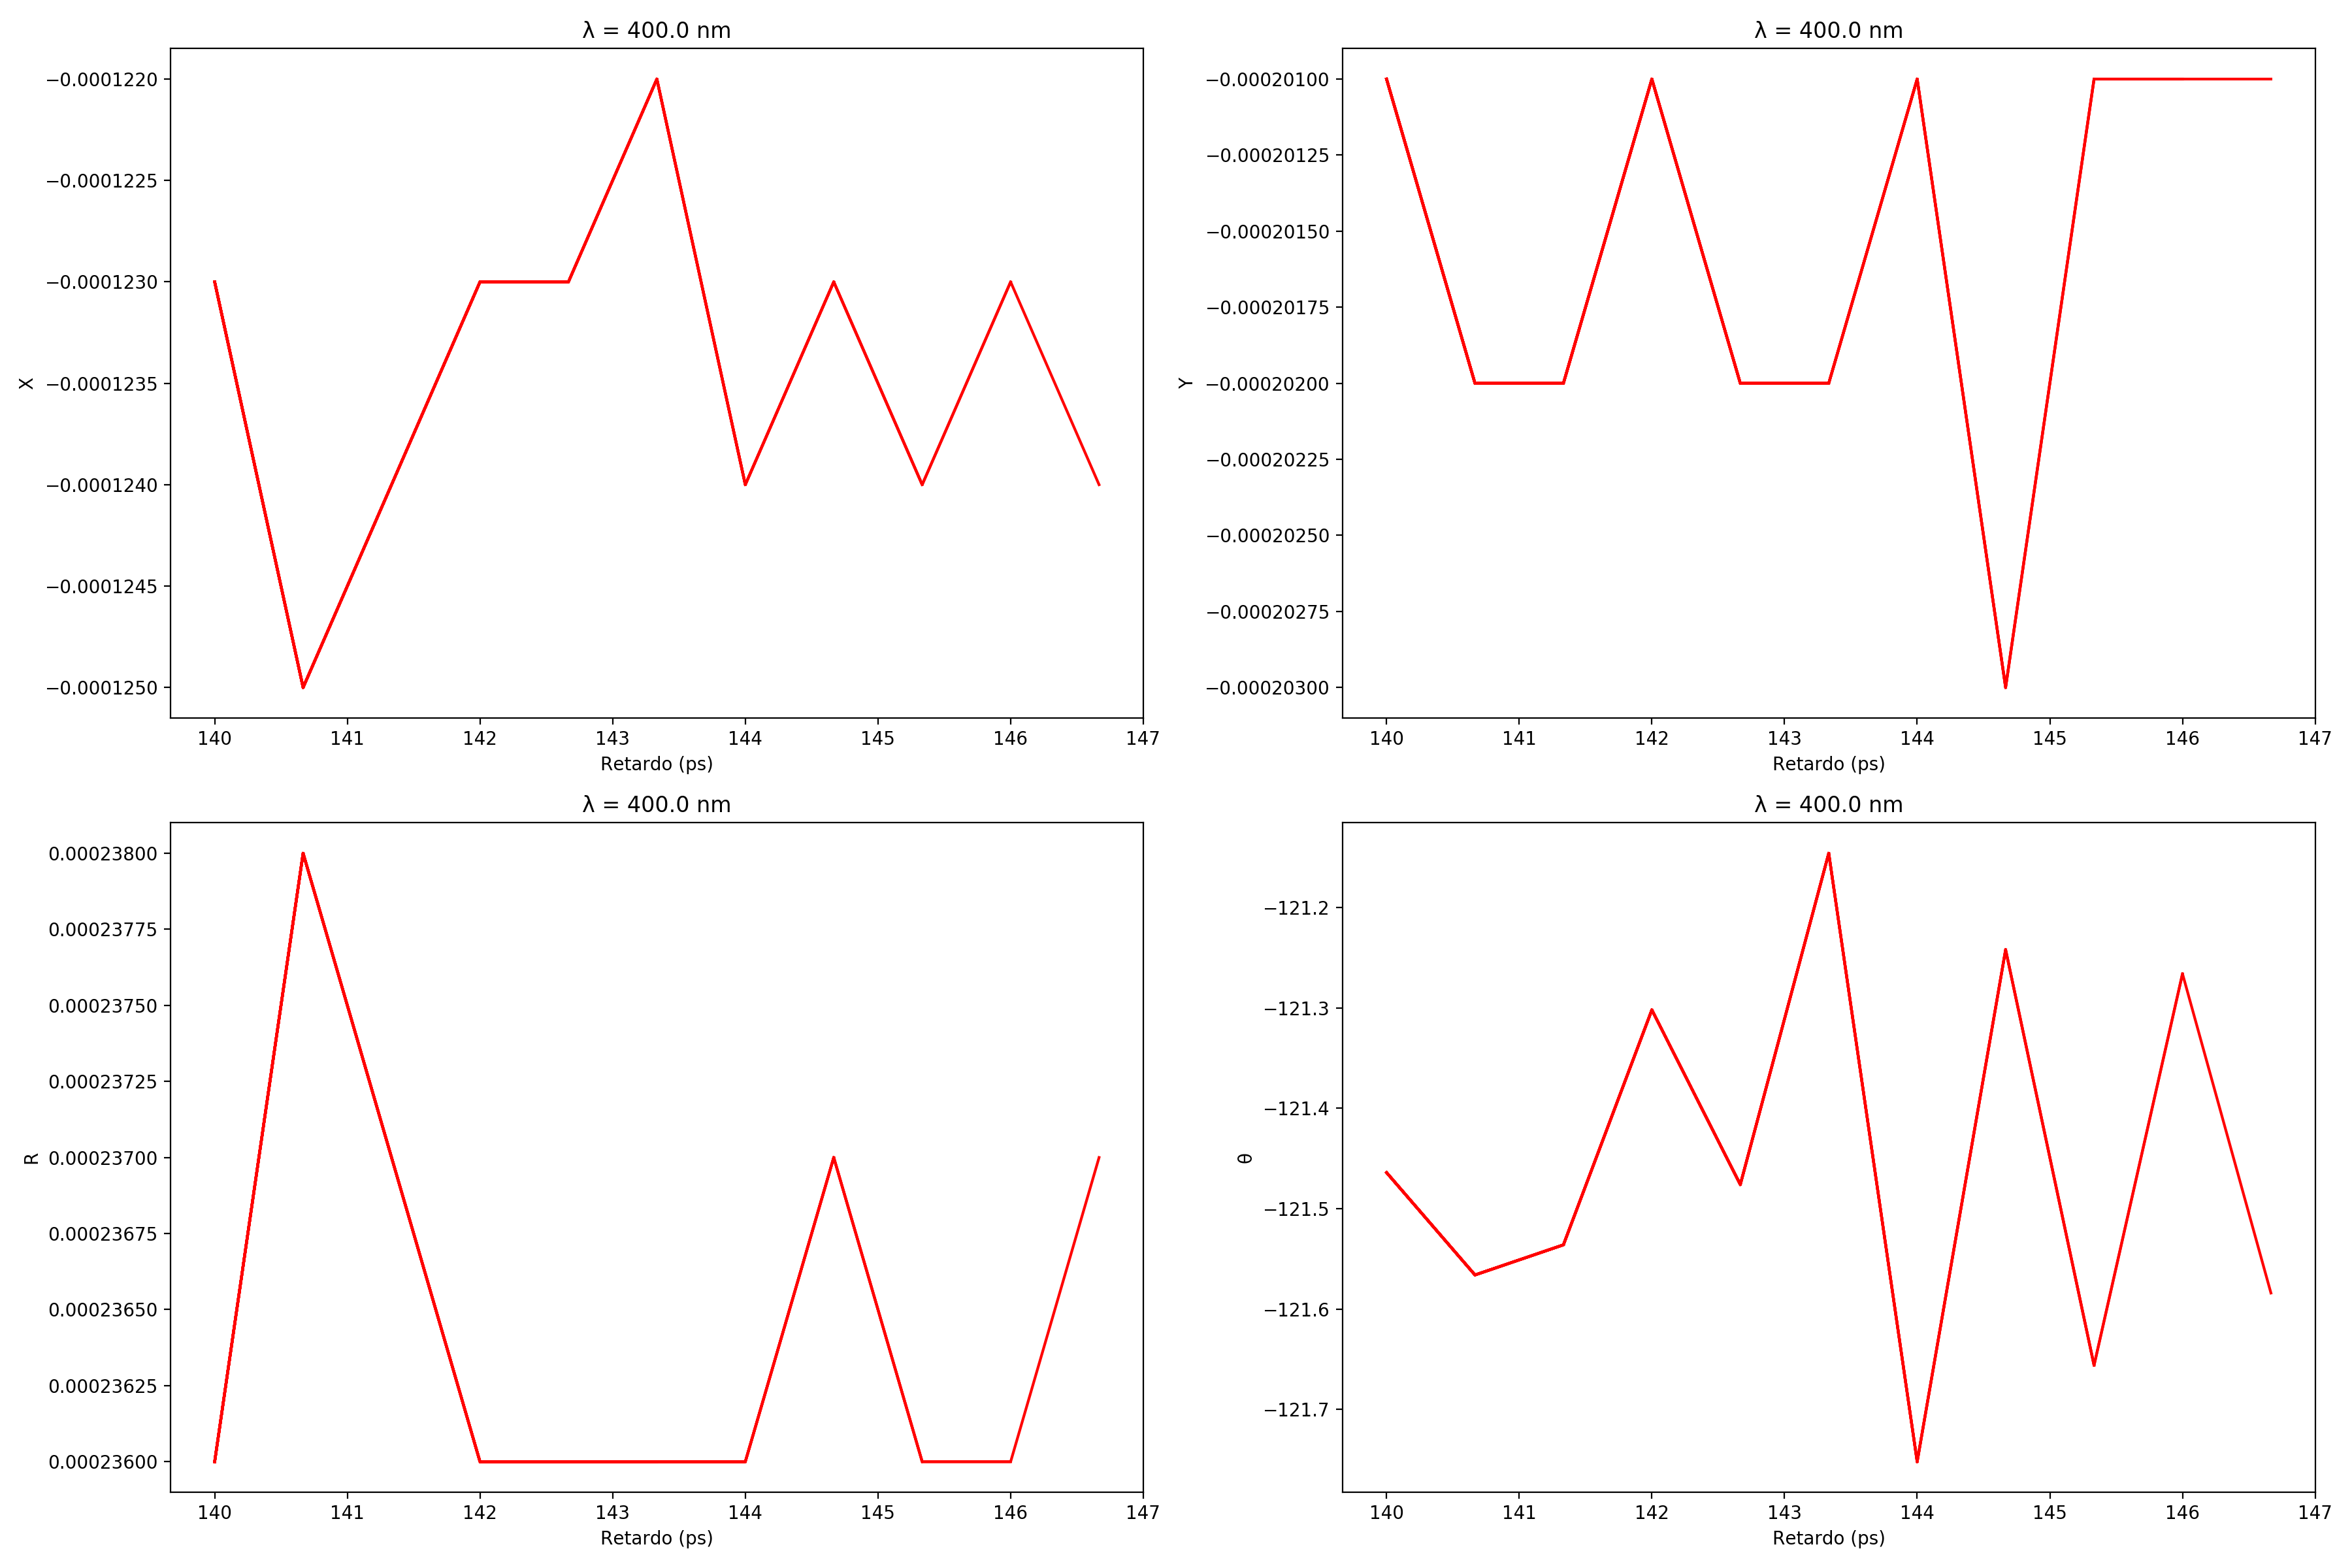 λ = 400.0 nm
−0.0001220
−0.0001225
−0.0001230
−0.0001235
−0.0001240
−0.0001245
−0.0001250
X
140 141 142 143 144 145 146 147
Retardo (ps)
λ = 400.0 nm
−0.00020100
−0.00020125
−0.00020150
−0.00020175
−0.00020200
−0.00020225
−0.00020250
−0.00020275
−0.00020300
Y
140 141 142 143 144 145 146 147
Retardo (ps)
λ = 400.0 nm
0.00023800
0.00023775
0.00023750
0.00023725
0.00023700
0.00023675
0.00023650
0.00023625
0.00023600
R
140 141 142 143 144 145 146 147
Retardo (ps)
λ = 400.0 nm
−121.2
−121.3
−121.4
−121.5
−121.6
−121.7
θ
140 141 142 143 144 145 146 147
Retardo (ps)